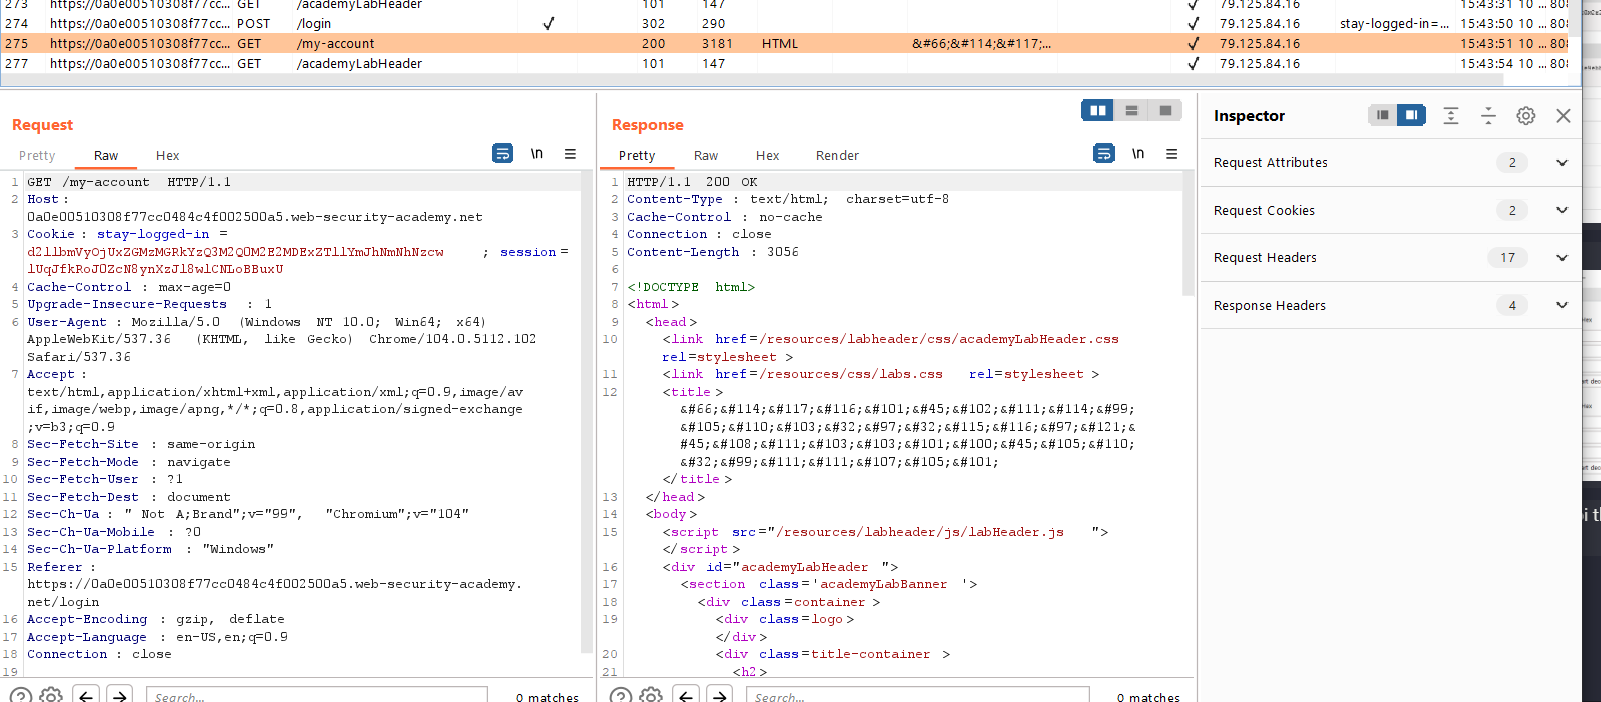 273 https://0a0e00510308f77cc... GET /academyLabHeader 101 147 ✓ 79.125.84.16 15:43:31 10 ... 808
274 https://0a0e00510308f77cc... POST /login ✓ 302 290 ✓ 79.125.84.16 stay-logged-in=... 15:43:50 10 ... 808
275 https://0a0e00510308f77cc... GET /my-account 200 3181 HTML &#66;&#114;&#117;... ✓ 79.125.84.16 15:43:51 10 ... 808
277 https://0a0e00510308f77cc... GET /academyLabHeader 101 147 ✓ 79.125.84.16 15:43:54 10 ... 808
Request
Pretty Raw Hex \n
1 GET /my-account HTTP/1.1
2 Host :
0a0e00510308f77cc0484c4f002500a5.web-security-academy.net
3 Cookie : stay-logged-in =
d2llbmVyOjUxZGMzMGRkYzQ3M2Q0M2E2MDExZTllYmJhNmNhNzcw ; session =
lUqJfkRoJOZcN8ynXzJl8wlCNLoBBuxU
4 Cache-Control : max-age=0
5 Upgrade-Insecure-Requests : 1
6 User-Agent : Mozilla/5.0 (Windows NT 10.0; Win64; x64)
AppleWebKit/537.36 (KHTML, like Gecko) Chrome/104.0.5112.102
Safari/537.36
7 Accept :
text/html,application/xhtml+xml,application/xml;q=0.9,image/av
if,image/webp,image/apng,*/*;q=0.8,application/signed-exchange
;v=b3;q=0.9
8 Sec-Fetch-Site : same-origin
9 Sec-Fetch-Mode : navigate
10 Sec-Fetch-User : ?1
11 Sec-Fetch-Dest : document
12 Sec-Ch-Ua : " Not A;Brand";v="99", "Chromium";v="104"
13 Sec-Ch-Ua-Mobile : ?0
14 Sec-Ch-Ua-Platform : "Windows"
15 Referer :
https://0a0e00510308f77cc0484c4f002500a5.web-security-academy.
net/login
16 Accept-Encoding : gzip, deflate
17 Accept-Language : en-US,en;q=0.9
18 Connection : close
19
Search... 0 matches
Response
Pretty Raw Hex Render \n
1 HTTP/1.1 200 OK
2 Content-Type : text/html; charset=utf-8
3 Cache-Control : no-cache
4 Connection : close
5 Content-Length : 3056
6
7 <!DOCTYPE html>
8 <html >
9 <head >
10 <link href =/resources/labheader/css/academyLabHeader.css
rel =stylesheet >
11 <link href =/resources/css/labs.css rel =stylesheet >
12 <title >
&#66;&#114;&#117;&#116;&#101;&#45;&#102;&#111;&#114;&#99;
&#105;&#110;&#103;&#32;&#97;&#32;&#115;&#116;&#97;&#121;&
#45;&#108;&#111;&#103;&#103;&#101;&#100;&#45;&#105;&#110;
&#32;&#99;&#111;&#111;&#107;&#105;&#101;
</title >
13 </head >
14 <body >
15 <script src ="/resources/labheader/js/labHeader.js ">
</script >
16 <div id ="academyLabHeader ">
17 <section class ='academyLabBanner '>
18 <div class =container >
19 <div class =logo >
</div >
20 <div class =title-container >
21 <h2 >
Search... 0 matches
Inspector
Request Attributes 2
Request Cookies 2
Request Headers 17
Response Headers 4